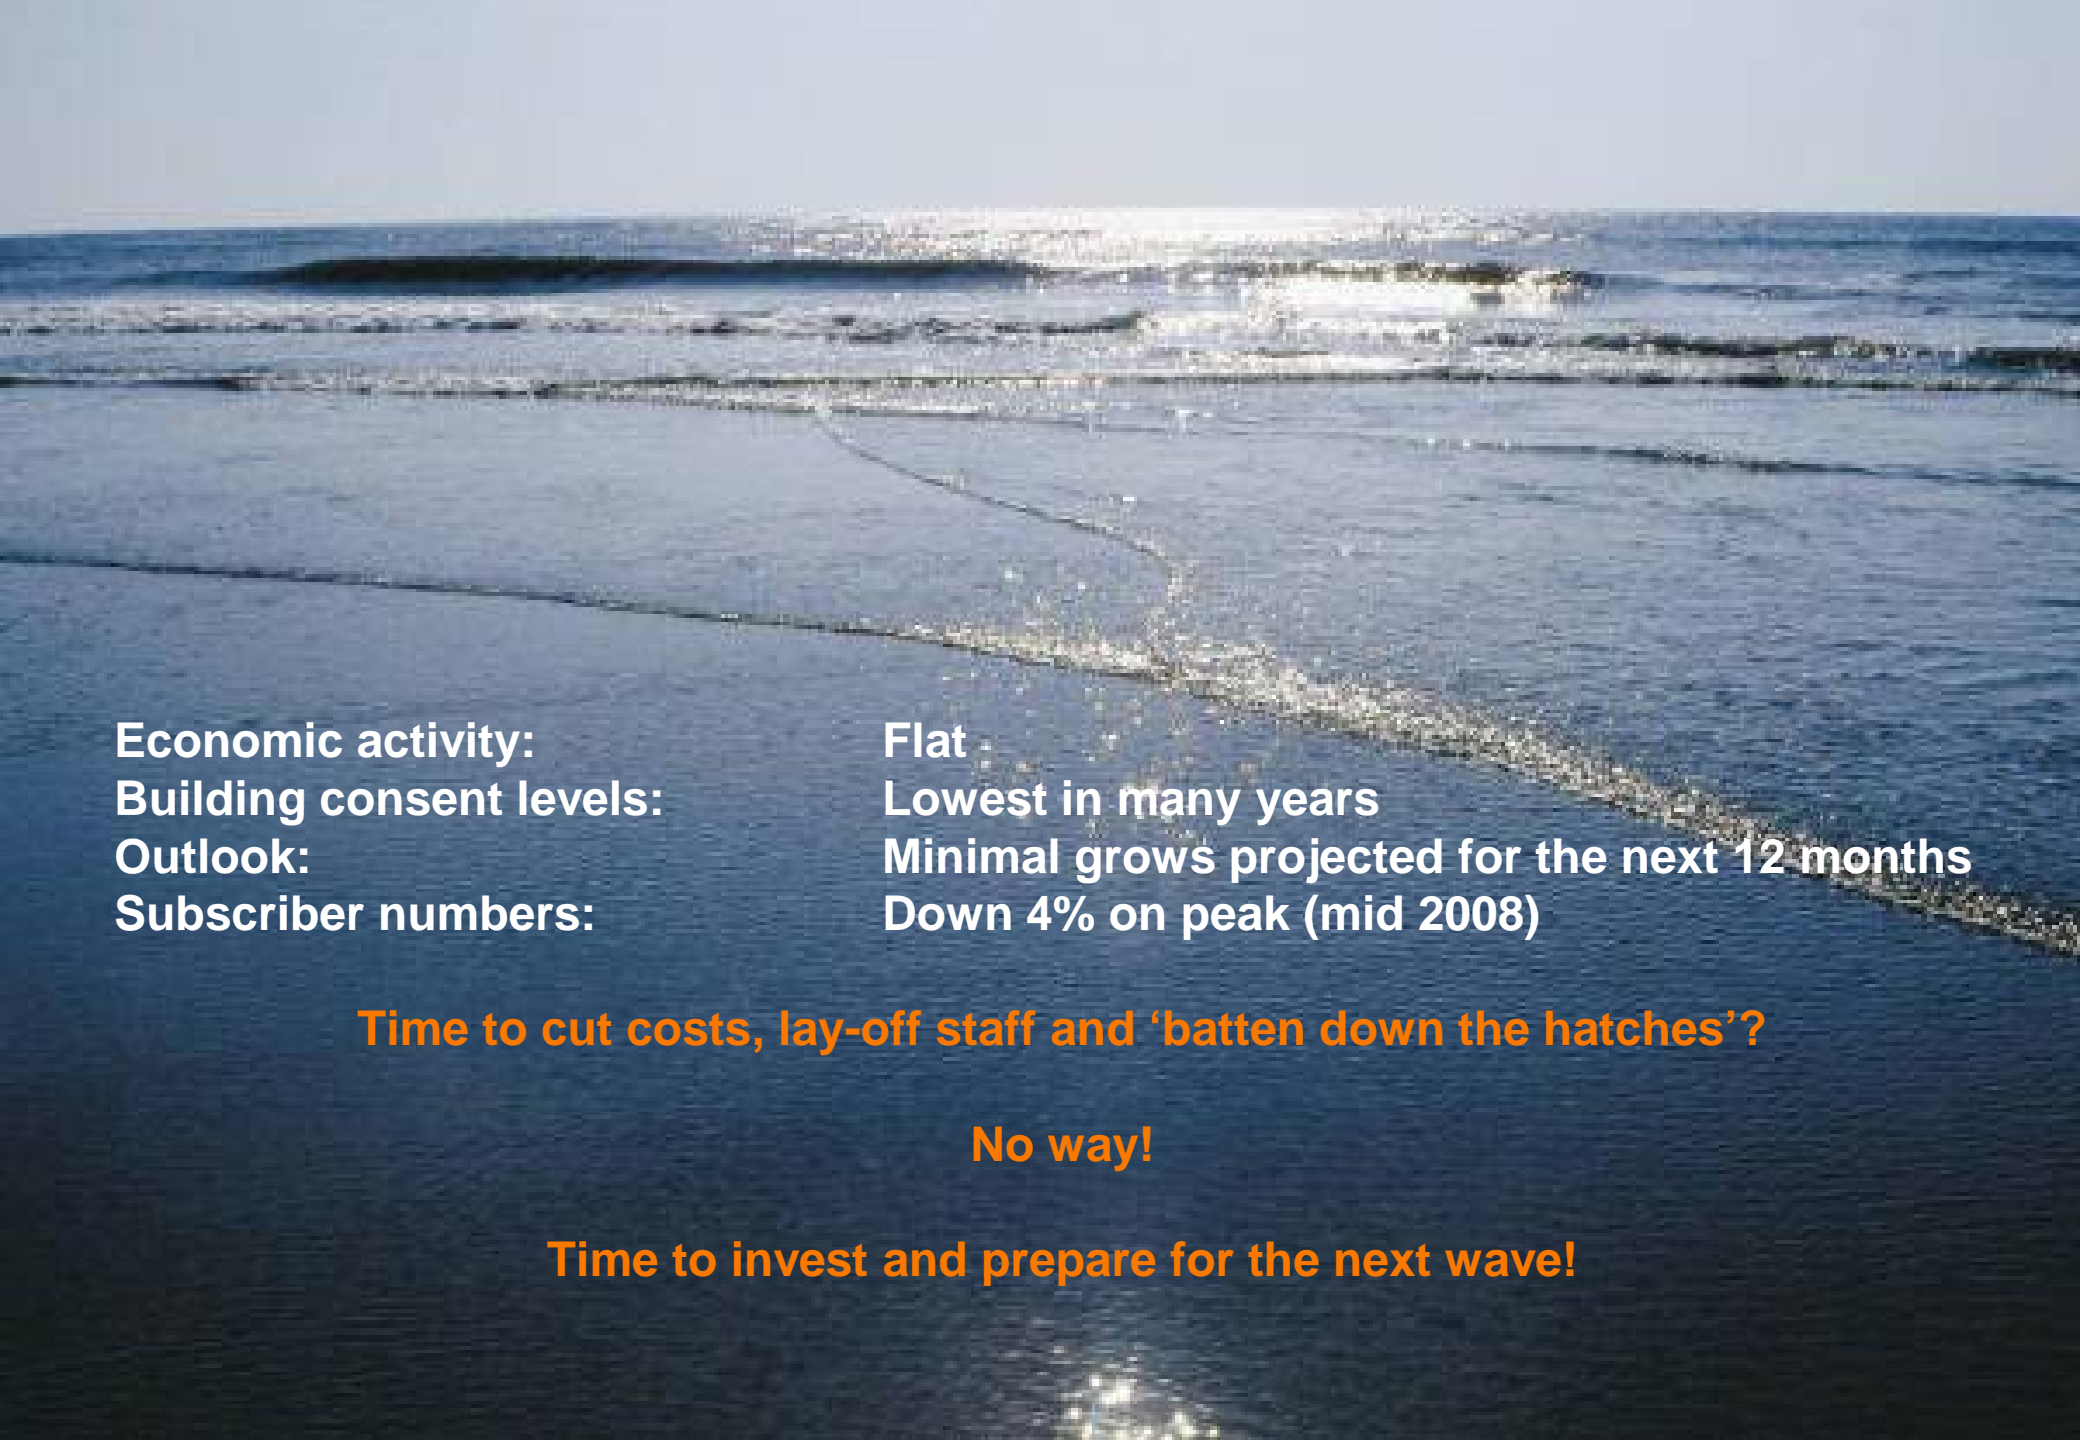 Economic activity: Flat
Building consent levels: Lowest in many years
Outlook: Minimal grows projected for the next 12 months
Subscriber numbers: Down 4% on peak (mid 2008)
Time to cut costs, lay-off staff and ‘batten down the hatches’?
No way!
Time to invest and prepare for the next wave!